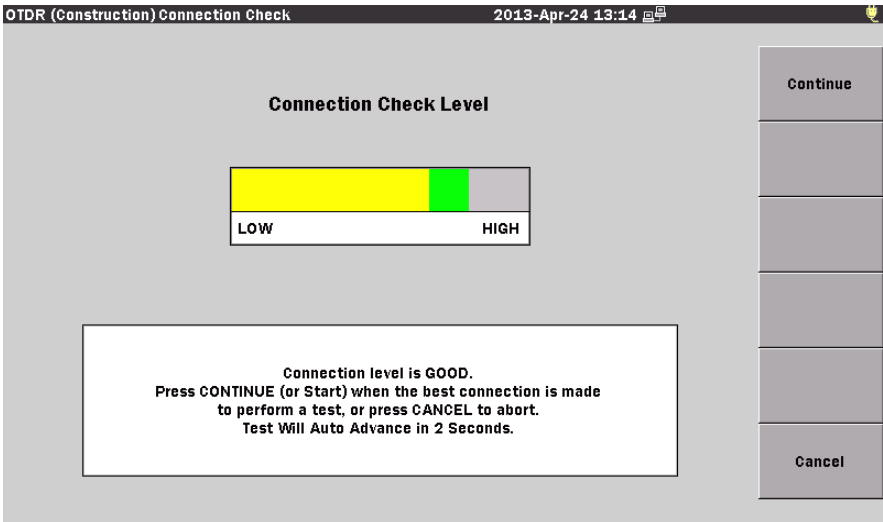 OTDR (Construction) Connection Check
2013-Apr-24 13:14
Continue
Connection Check Level
LOW
HIGH
Connection level is GOOD.
Press CONTINUE (or Start) when the best connection is made
to perform a test, or press CANCEL to abort.
Test Will Auto Advance in 2 Seconds.
Cancel